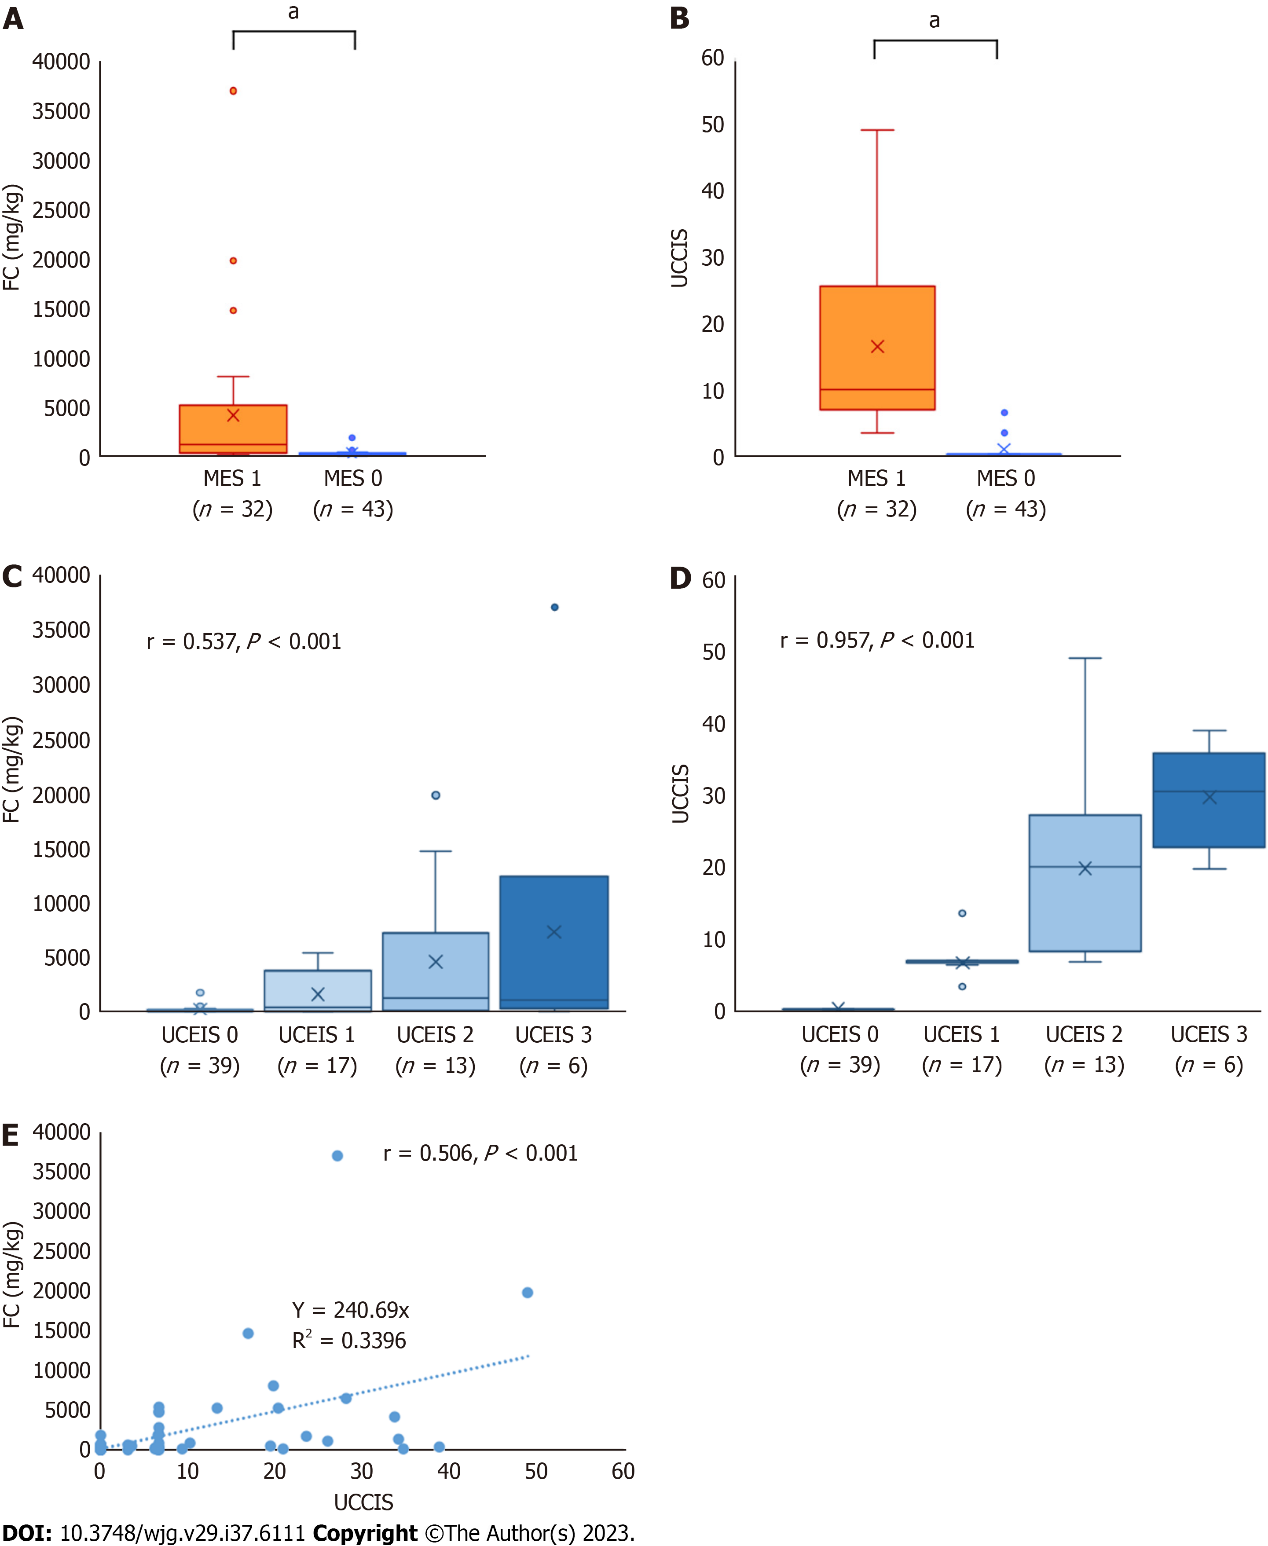 A
a
FC (mg/kg)
40000
35000
30000
25000
20000
15000
10000
5000
0
MES 1
(n = 32)
MES 0
(n = 43)
B
a
UCCIS
60
50
40
30
20
10
0
MES 1
(n = 32)
MES 0
(n = 43)
C
r = 0.537, P < 0.001
FC (mg/kg)
40000
35000
30000
25000
20000
15000
10000
5000
0
UCEIS 0
(n = 39)
UCEIS 1
(n = 17)
UCEIS 2
(n = 13)
UCEIS 3
(n = 6)
D
r = 0.957, P < 0.001
UCCIS
60
50
40
30
20
10
0
UCEIS 0
(n = 39)
UCEIS 1
(n = 17)
UCEIS 2
(n = 13)
UCEIS 3
(n = 6)
E
r = 0.506, P < 0.001
FC (mg/kg)
40000
35000
30000
25000
20000
15000
10000
5000
0
Y = 240.69x
R² = 0.3396
0 10 20 30 40 50 60
UCCIS
DOI: 10.3748/wjg.v29.i37.6111 Copyright ©The Author(s) 2023.